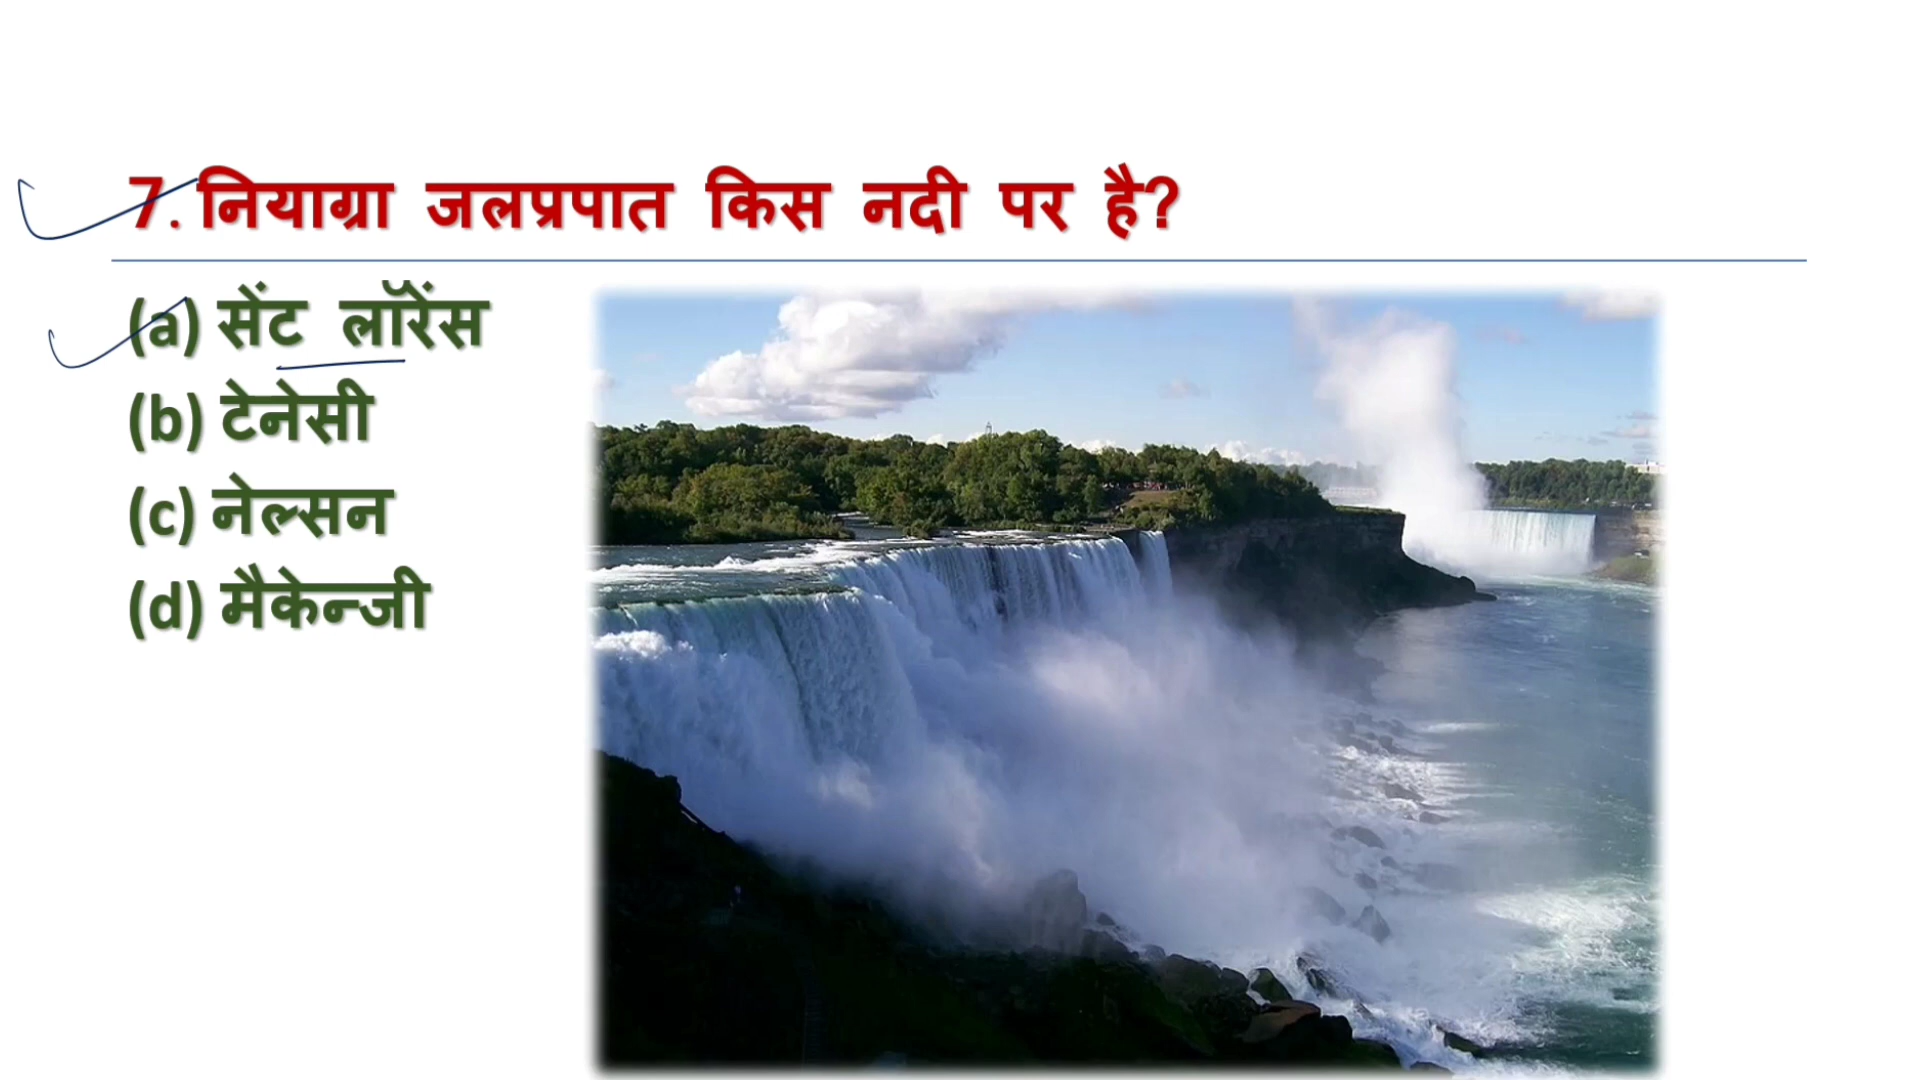 7. नियाग्रा जलप्रपात किस नदी पर है?
(a) सेंट लॉरेंस
(b) टेनेसी
(c) नेल्सन
(d) मैकेन्जी